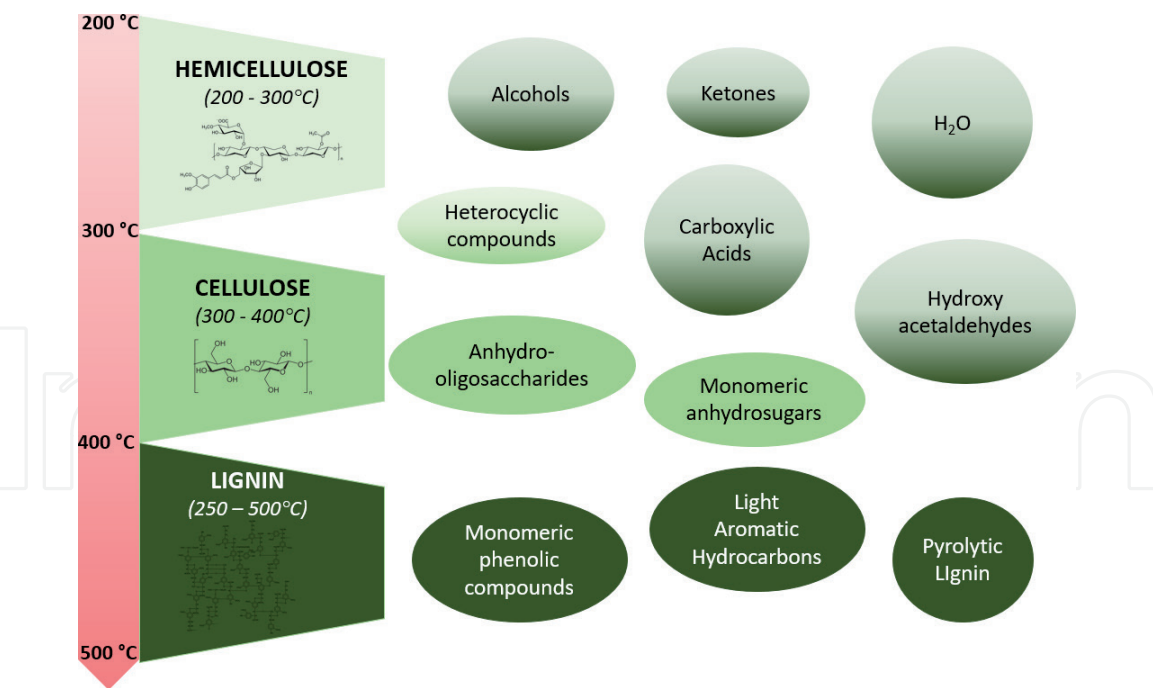 200 °C
HEMICELLULOSE
(200 - 300°C)
Alcohols
Ketones
H₂O
300 °C
Heterocyclic
compounds
Carboxylic
Acids
CELLULOSE
(300 - 400°C)
Hydroxy
acetaldehydes
Anhydro-
oligosaccharides
Monomeric
anhydrosugars
400 °C
LIGNIN
(250 – 500°C)
Monomeric
phenolic
compounds
Light
Aromatic
Hydrocarbons
Pyrolytic
LIgnin
500 °C